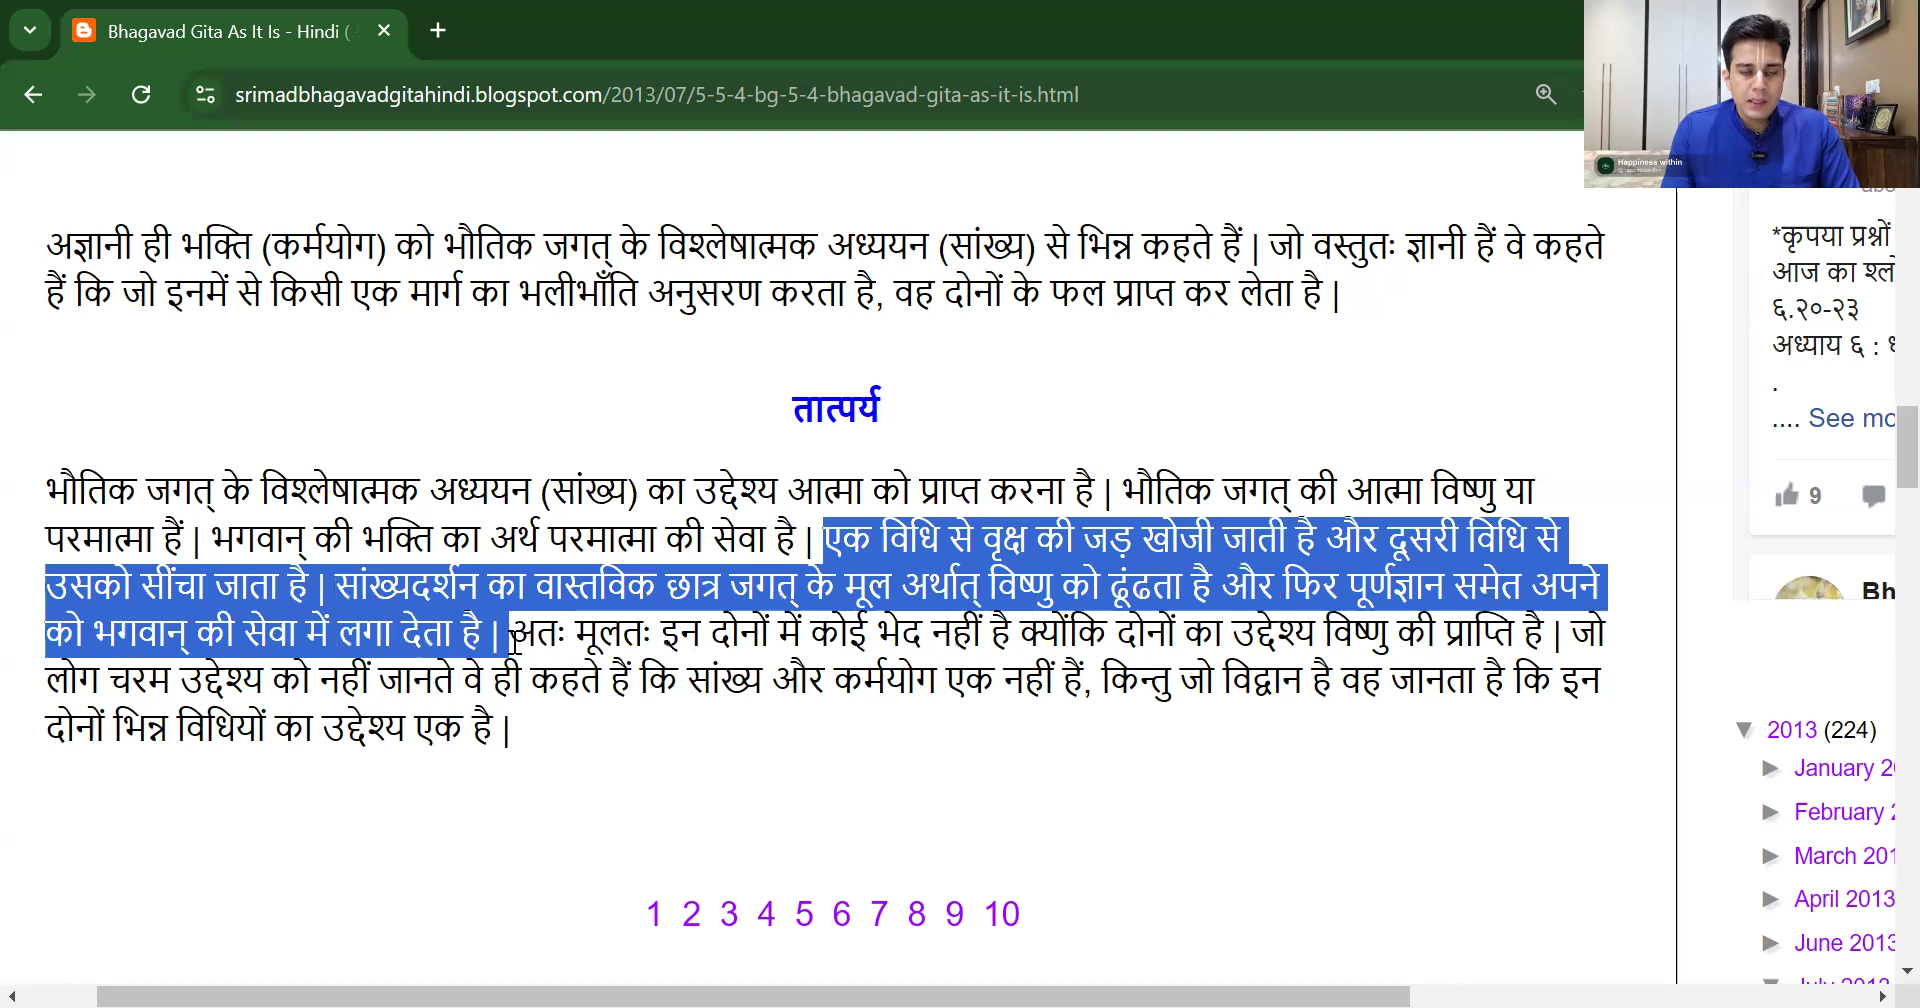 Bhagavad Gita As It Is - Hindi (
srimadbhagavadgitahindi.blogspot.com/2013/07/5-5-4-bg-5-4-bhagavad-gita-as-it-is.html
Happiness within
अज्ञानी ही भक्ति (कर्मयोग) को भौतिक जगत् के विश्लेषात्मक अध्ययन (सांख्य) से भिन्न कहते हैं | जो वस्तुतः ज्ञानी हैं वे कहते
हैं कि जो इनमें से किसी एक मार्ग का भलीभाँति अनुसरण करता है, वह दोनों के फल प्राप्त कर लेता है |
तात्पर्य
भौतिक जगत् के विश्लेषात्मक अध्ययन (सांख्य) का उद्देश्य आत्मा को प्राप्त करना है | भौतिक जगत् की आत्मा विष्णु या
परमात्मा हैं | भगवान् की भक्ति का अर्थ परमात्मा की सेवा है | एक विधि से वृक्ष की जड़ खोजी जाती है और दूसरी विधि से
उसको सींचा जाता है | सांख्यदर्शन का वास्तविक छात्र जगत् के मूल अर्थात् विष्णु को ढूंढता है और फिर पूर्णज्ञान समेत अपने
को भगवान् की सेवा में लगा देता है | अतः मूलतः इन दोनों में कोई भेद नहीं है क्योंकि दोनों का उद्देश्य विष्णु की प्राप्ति है | जो
लोग चरम उद्देश्य को नहीं जानते वे ही कहते हैं कि सांख्य और कर्मयोग एक नहीं हैं, किन्तु जो विद्वान है वह जानता है कि इन
दोनों भिन्न विधियों का उद्देश्य एक है |
1 2 3 4 5 6 7 8 9 10
*कृपया प्रश्नों
आज का
६.२०-२३
अध्याय ६ :
.
.... See mo
9
Bh
2013 (224)
January 2
February
March 201
April 2013
June 2013